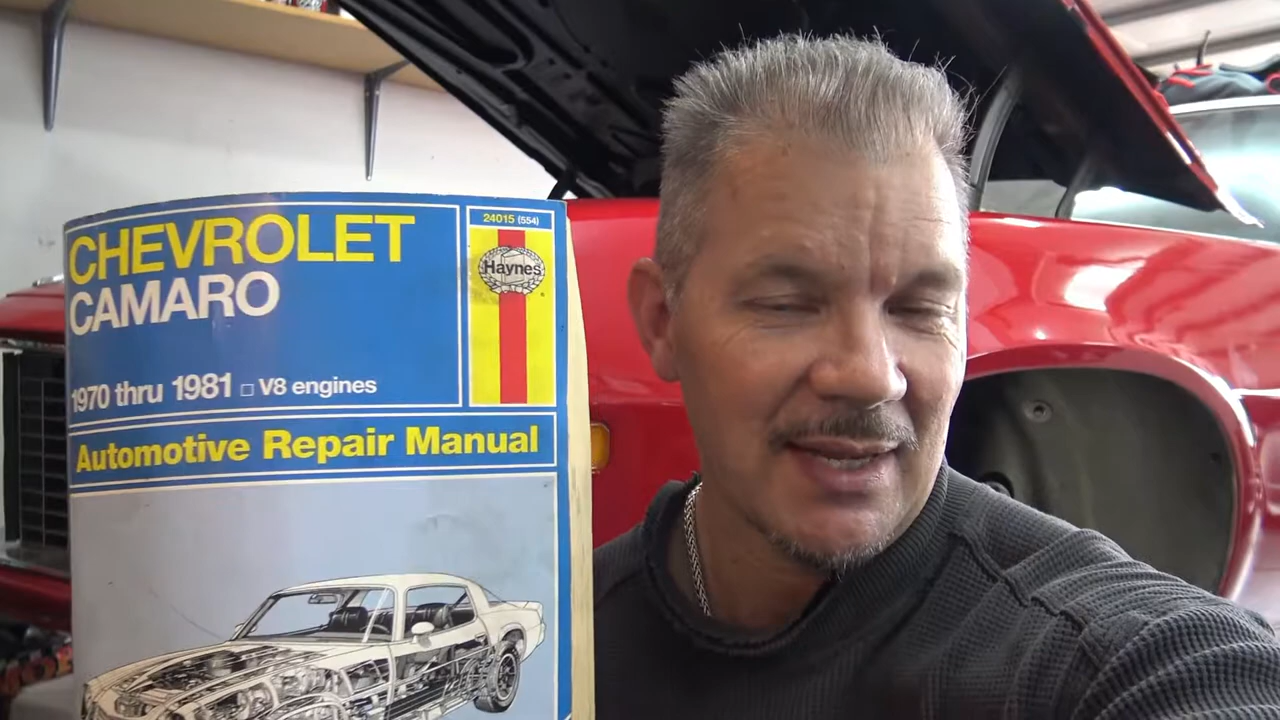 CHEVROLET
CAMARO
1970 thru 1981 □ V8 engines
Automotive Repair Manual
24015 (554)
Haynes